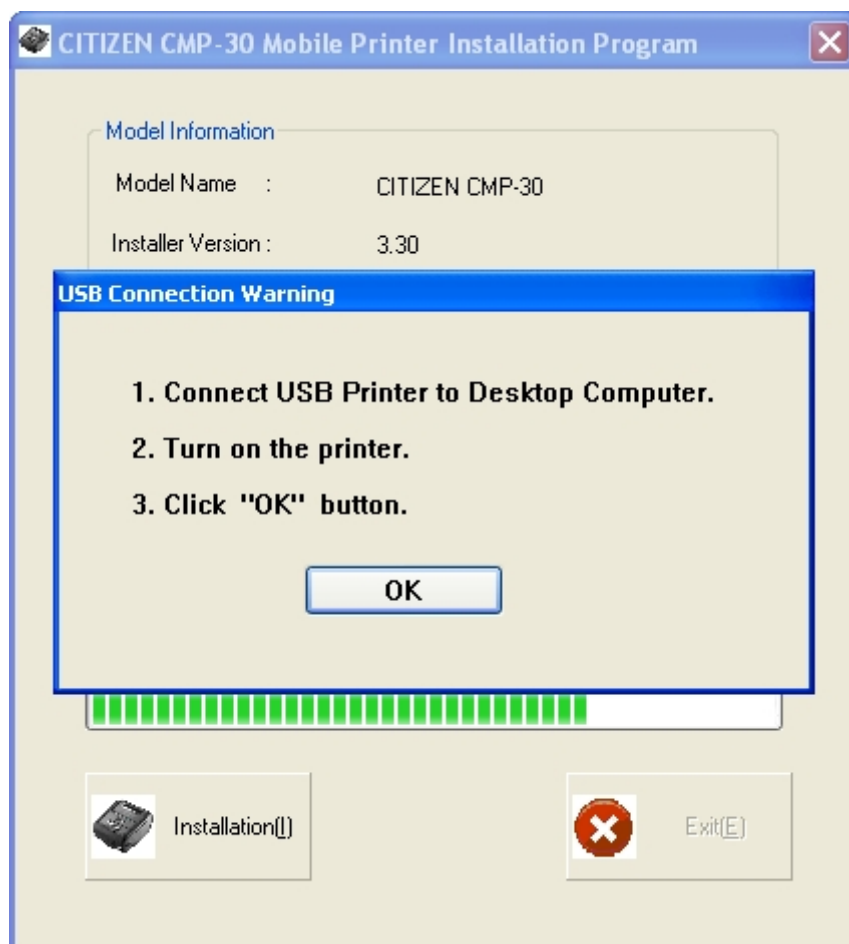 CITIZEN CMP-30 Mobile Printer Installation Program
Model Information
Model Name : CITIZEN CMP-30
Installer Version : 3.30
USB Connection Warning
1. Connect USB Printer to Desktop Computer.
2. Turn on the printer.
3. Click "OK" button.
OK
Installation(I)
Exit(E)